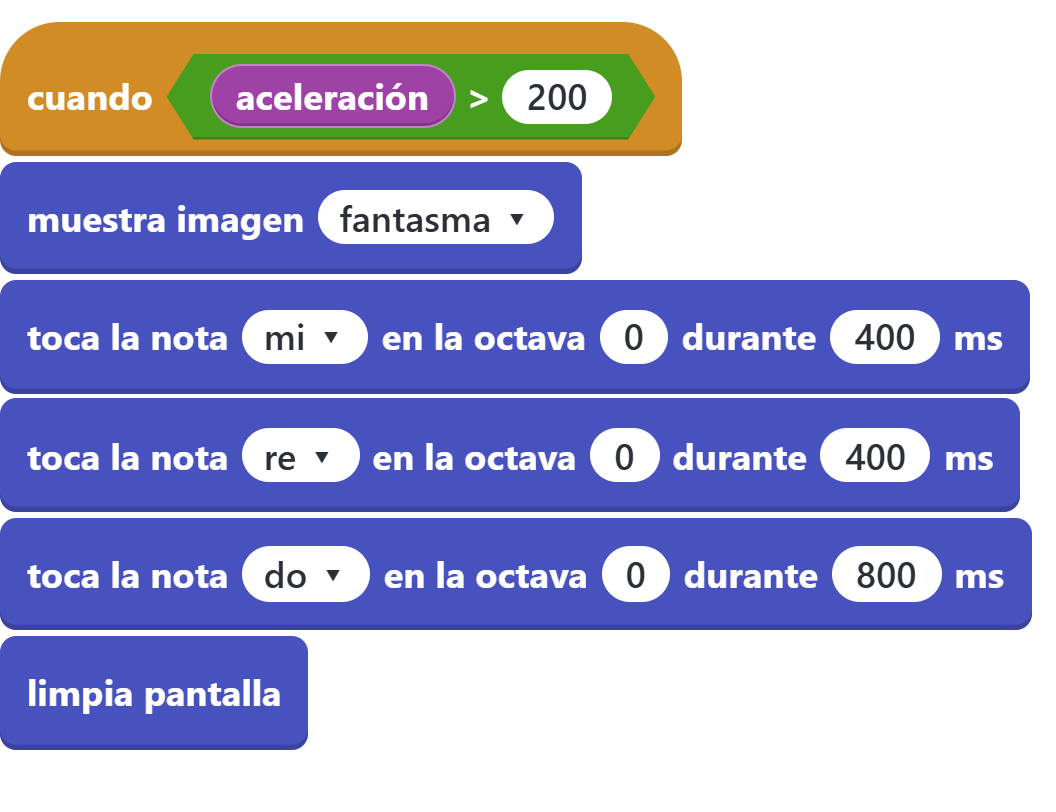 cuando aceleración > 200
muestra imagen fantasma
toca la nota mi en la octava 0 durante 400 ms
toca la nota re en la octava 0 durante 400 ms
toca la nota do en la octava 0 durante 800 ms
limpia pantalla